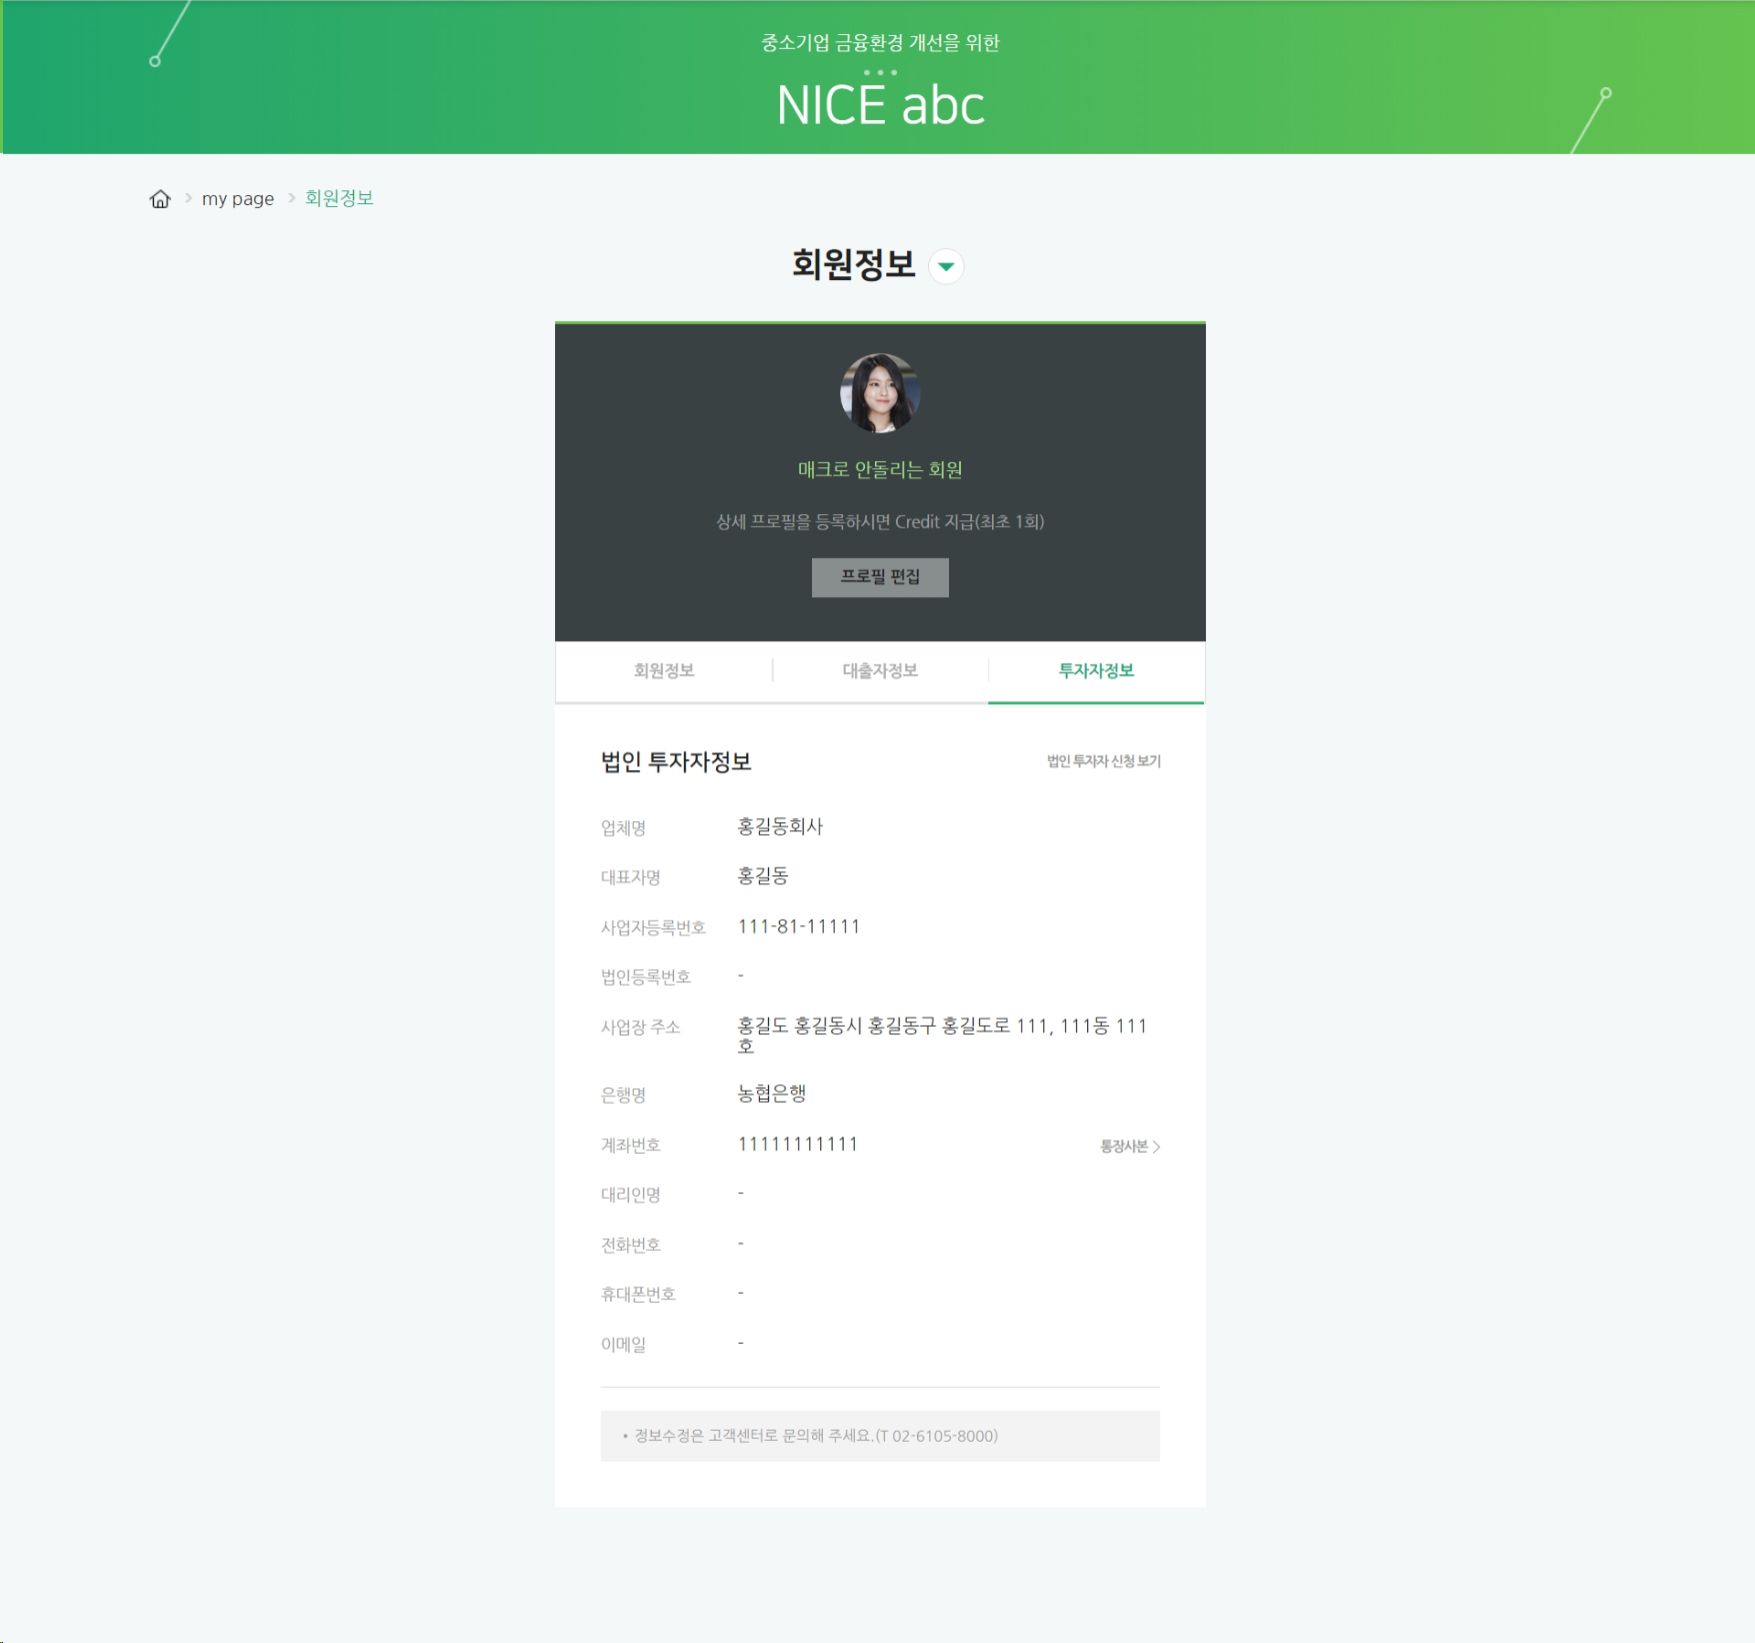 중소기업 금융환경 개선을 위한
NICE abc
my page
회원정보
회원정보
매크로 안돌리는 회원
상세 프로필을 등록하시면 Credit 지급(최초 1회)
프로필 편집
회원정보
대출자정보
투자자정보
법인 투자자정보
법인 투자자 신청 보기
업체명 홍길동회사
대표자명 홍길동
사업자등록번호 111-81-11111
법인등록번호 -
사업장 주소 홍길도 홍길동시 홍길동구 홍길도로 111, 111동 111
호
은행명 농협은행
계좌번호 11111111111 통장사본 >
대리인명 -
전화번호 -
휴대폰번호 -
이메일 -
• 정보수정은 고객센터로 문의해 주세요.(T 02-6105-8000)